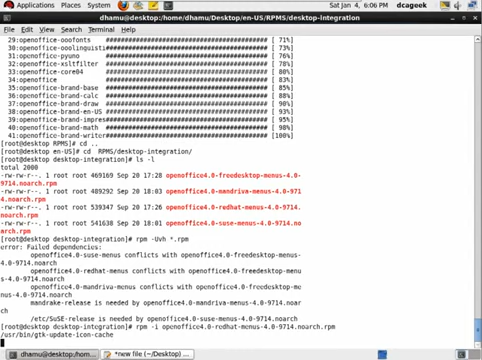 Applications Places System
Sat Jan 4, 6:06 PM dcageek
dhamu@desktop:/home/dhamu/Desktop/en-US/RPMS/desktop-integration
File Edit View Search Terminal Help
29:openoffice-ooofonts ########################################### [ 71%]
30:openoffice-ooolinguisti########################################### [ 73%]
31:openoffice-pyuno ########################################### [ 76%]
32:openoffice-xsltfilter ########################################### [ 78%]
33:openoffice-core04 ########################################### [ 80%]
34:openoffice ########################################### [ 83%]
35:openoffice-brand-base ########################################### [ 85%]
36:openoffice-brand-calc ########################################### [ 88%]
37:openoffice-brand-draw ########################################### [ 90%]
38:openoffice-brand-en-US ########################################### [ 93%]
39:openoffice-brand-impres########################################### [ 95%]
40:openoffice-brand-math ########################################### [ 98%]
41:openoffice-brand-writer########################################### [100%]
[root@desktop RPMS]# cd ..
[root@desktop en-US]# cd RPMS/desktop-integration/
[root@desktop desktop-integration]# ls -l
total 2000
-rw-rw-r--. 1 root root 469169 Sep 20 17:28 openoffice4.0-freedesktop-menus-4.0-
9714.noarch.rpm
-rw-rw-r--. 1 root root 489292 Sep 20 18:03 openoffice4.0-mandriva-menus-4.0-971
4.noarch.rpm
-rw-rw-r--. 1 root root 539347 Sep 20 17:26 openoffice4.0-redhat-menus-4.0-9714.
noarch.rpm
-rw-rw-r--. 1 root root 541638 Sep 20 18:01 openoffice4.0-suse-menus-4.0-9714.no
arch.rpm
[root@desktop desktop-integration]# rpm -Uvh *.rpm
error: Failed dependencies:
openoffice4.0-suse-menus conflicts with openoffice4.0-freedesktop-menus-
4.0-9714.noarch
openoffice4.0-redhat-menus conflicts with openoffice4.0-freedesktop-menu
s-4.0-9714.noarch
openoffice4.0-mandriva-menus conflicts with openoffice4.0-freedesktop-me
nus-4.0-9714.noarch
mandrake-release is needed by openoffice4.0-mandriva-menus-4.0-9714.noar
ch
/etc/SuSE-release is needed by openoffice4.0-suse-menus-4.0-9714.noarch
[root@desktop desktop-integration]# rpm -i openoffice4.0-redhat-menus-4.0-9714.noarch.rpm
/usr/bin/gtk-update-icon-cache
dhamu@desktop:/hom...
*new file (~/Desktop) ...